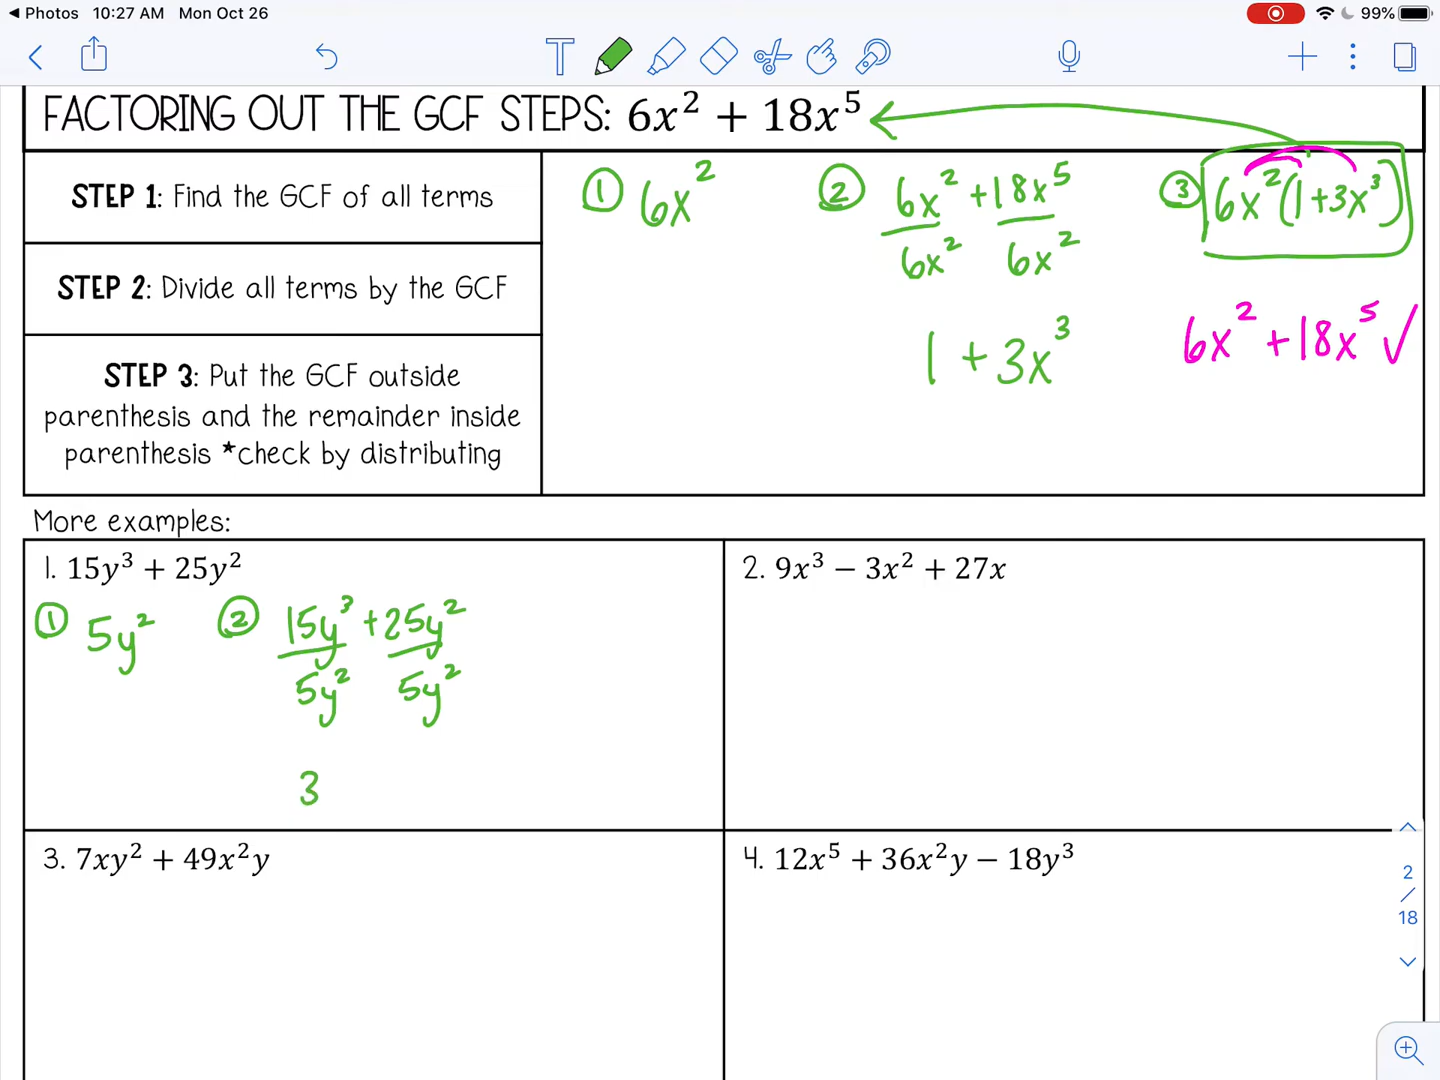 Photos 10:27 AM Mon Oct 26 99%
T
FACTORING OUT THE GCF STEPS: 6x² + 18x⁵
STEP 1: Find the GCF of all terms
STEP 2: Divide all terms by the GCF
STEP 3: Put the GCF outside
parenthesis and the remainder inside
parenthesis *check by distributing
① 6x²
② 6x² + 18x⁵
6x² 6x²
1 + 3x³
③ 6x²(1+3x³)
6x² + 18x⁵ ✓
More examples:
1. 15y³ + 25y²
① 5y² ② 15y³ + 25y²
5y² 5y²
3
2. 9x³ − 3x² + 27x
3. 7xy² + 49x²y
4. 12x⁵ + 36x²y − 18y³
2
/
18